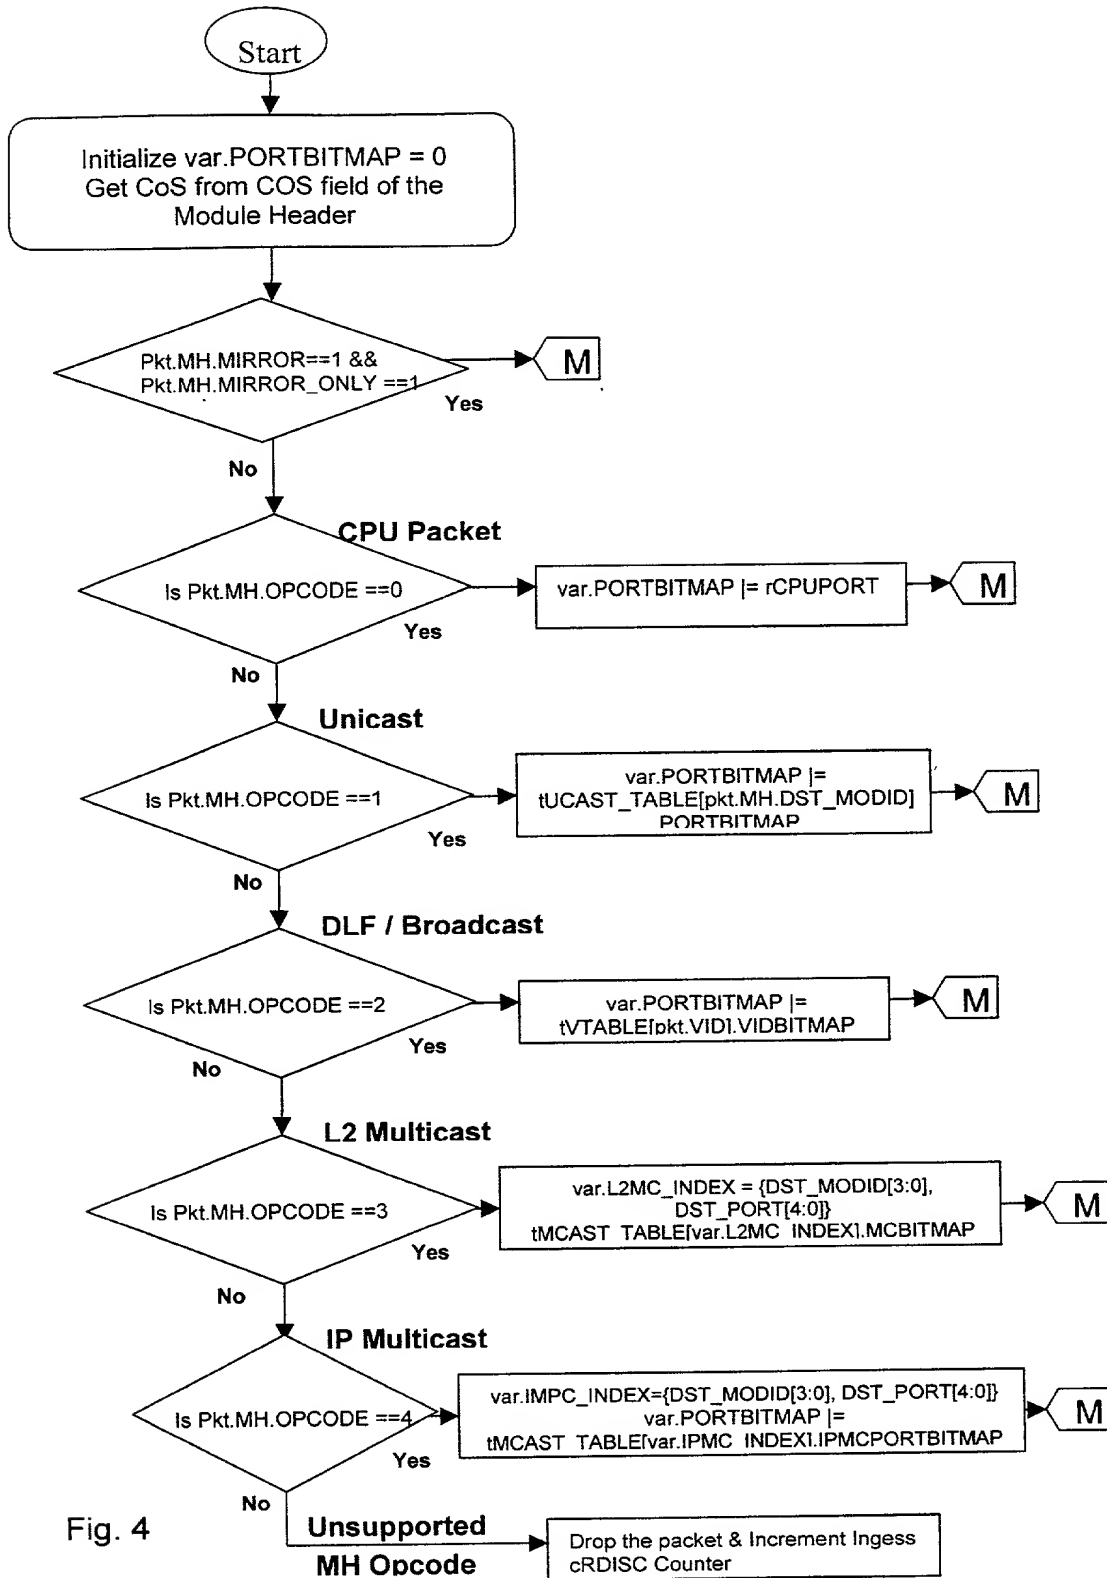 Start
Initialize var.PORTBITMAP = 0
Get CoS from COS field of the
Module Header
Pkt.MH.MIRROR==1 &&
Pkt.MH.MIRROR_ONLY ==1
Yes
M
No
CPU Packet
Is Pkt.MH.OPCODE ==0
Yes
var.PORTBITMAP |= rCPUPORT
M
No
Unicast
Is Pkt.MH.OPCODE ==1
Yes
var.PORTBITMAP |=
tUCAST_TABLE[pkt.MH.DST_MODID]
PORTBITMAP
M
No
DLF / Broadcast
Is Pkt.MH.OPCODE ==2
Yes
var.PORTBITMAP |=
tVTABLE[pkt.VID].VIDBITMAP
M
No
L2 Multicast
Is Pkt.MH.OPCODE ==3
Yes
var.L2MC_INDEX = {DST_MODID[3:0],
DST_PORT[4:0]}
tMCAST_TABLE[var.L2MC_INDEX].MCBITMAP
M
No
IP Multicast
Is Pkt.MH.OPCODE ==4
Yes
var.IMPC_INDEX={DST_MODID[3:0], DST_PORT[4:0]}
var.PORTBITMAP |=
tMCAST_TABLE[var.IPMC_INDEX].IPMCPORTBITMAP
M
No
Unsupported
MH Opcode
Drop the packet & Increment Ingess
cRDISC Counter
Fig. 4